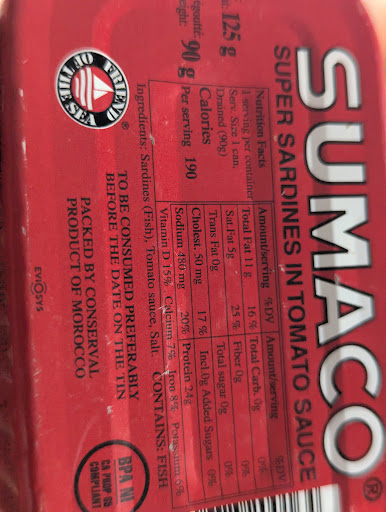 SUMACO®
SUPER SARDINES IN TOMATO SAUCE
125 g
90 g
Nutrition Facts
1 serving per container
Serv. Size 1 can,
Drained (90g)
Calories
Per serving 190
Amount/serving %DV
Total Fat 11 g 16 %
Sat.Fat 5g 25 %
Trans Fat 0g
Cholest. 50 mg 17 %
Sodium 480 mg 20%
Amount/serving %DV
Total Carb. 0g 0%
Fiber 0g 0%
Total sugar 0g
Incl 0g Added Sugars 0%
Protein 24g
Vitamin D 15% Calcium 7% Iron 8% Potassium 6%
Ingredients: Sardines (Fish), Tomato sauce, Salt. CONTAINS: FISH
FRIEND OF THE SEA ®
TO BE CONSUMED PREFERABLY
BEFORE THE DATE ON THE TIN
PACKED BY CONSERVAL
PRODUCT OF MOROCCO
BPA NI
CA PROP 65
COMPLIANT
EVIOSYS